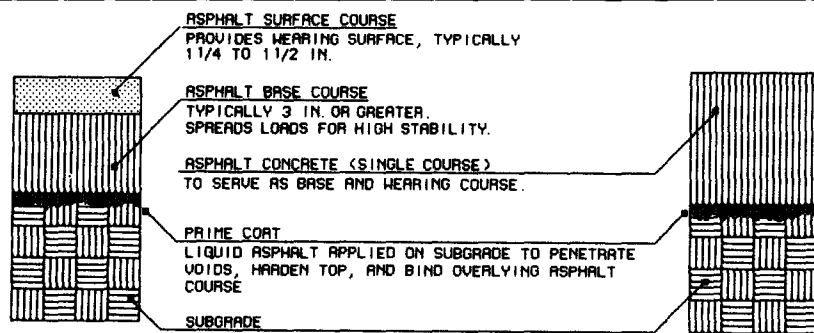 ASPHALT SURFACE COURSE
PROVIDES WEARING SURFACE, TYPICALLY
1 1/4 TO 1 1/2 IN.
ASPHALT BASE COURSE
TYPICALLY 3 IN. OR GREATER.
SPREADS LOADS FOR HIGH STABILITY.
ASPHALT CONCRETE (SINGLE COURSE)
TO SERVE AS BASE AND WEARING COURSE.
PRIME COAT
LIQUID ASPHALT APPLIED ON SUBGRADE TO PENETRATE
VOIDS, HARDEN TOP, AND BIND OVERLYING ASPHALT
COURSE
SUBGRADE